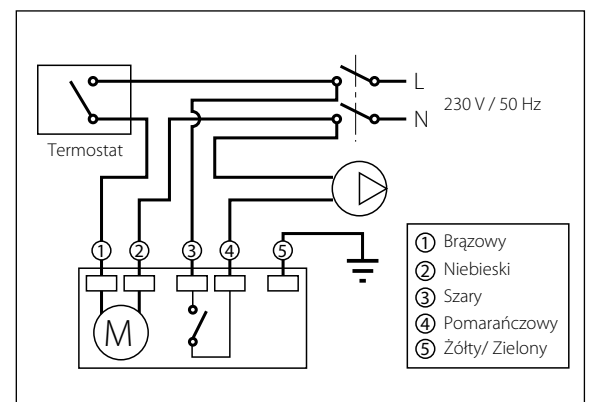 L
230 V / 50 Hz
N
Termostat
1 2 3 4 5
M
① Brązowy
② Niebieski
③ Szary
④ Pomarańczowy
⑤ Żółty/ Zielony